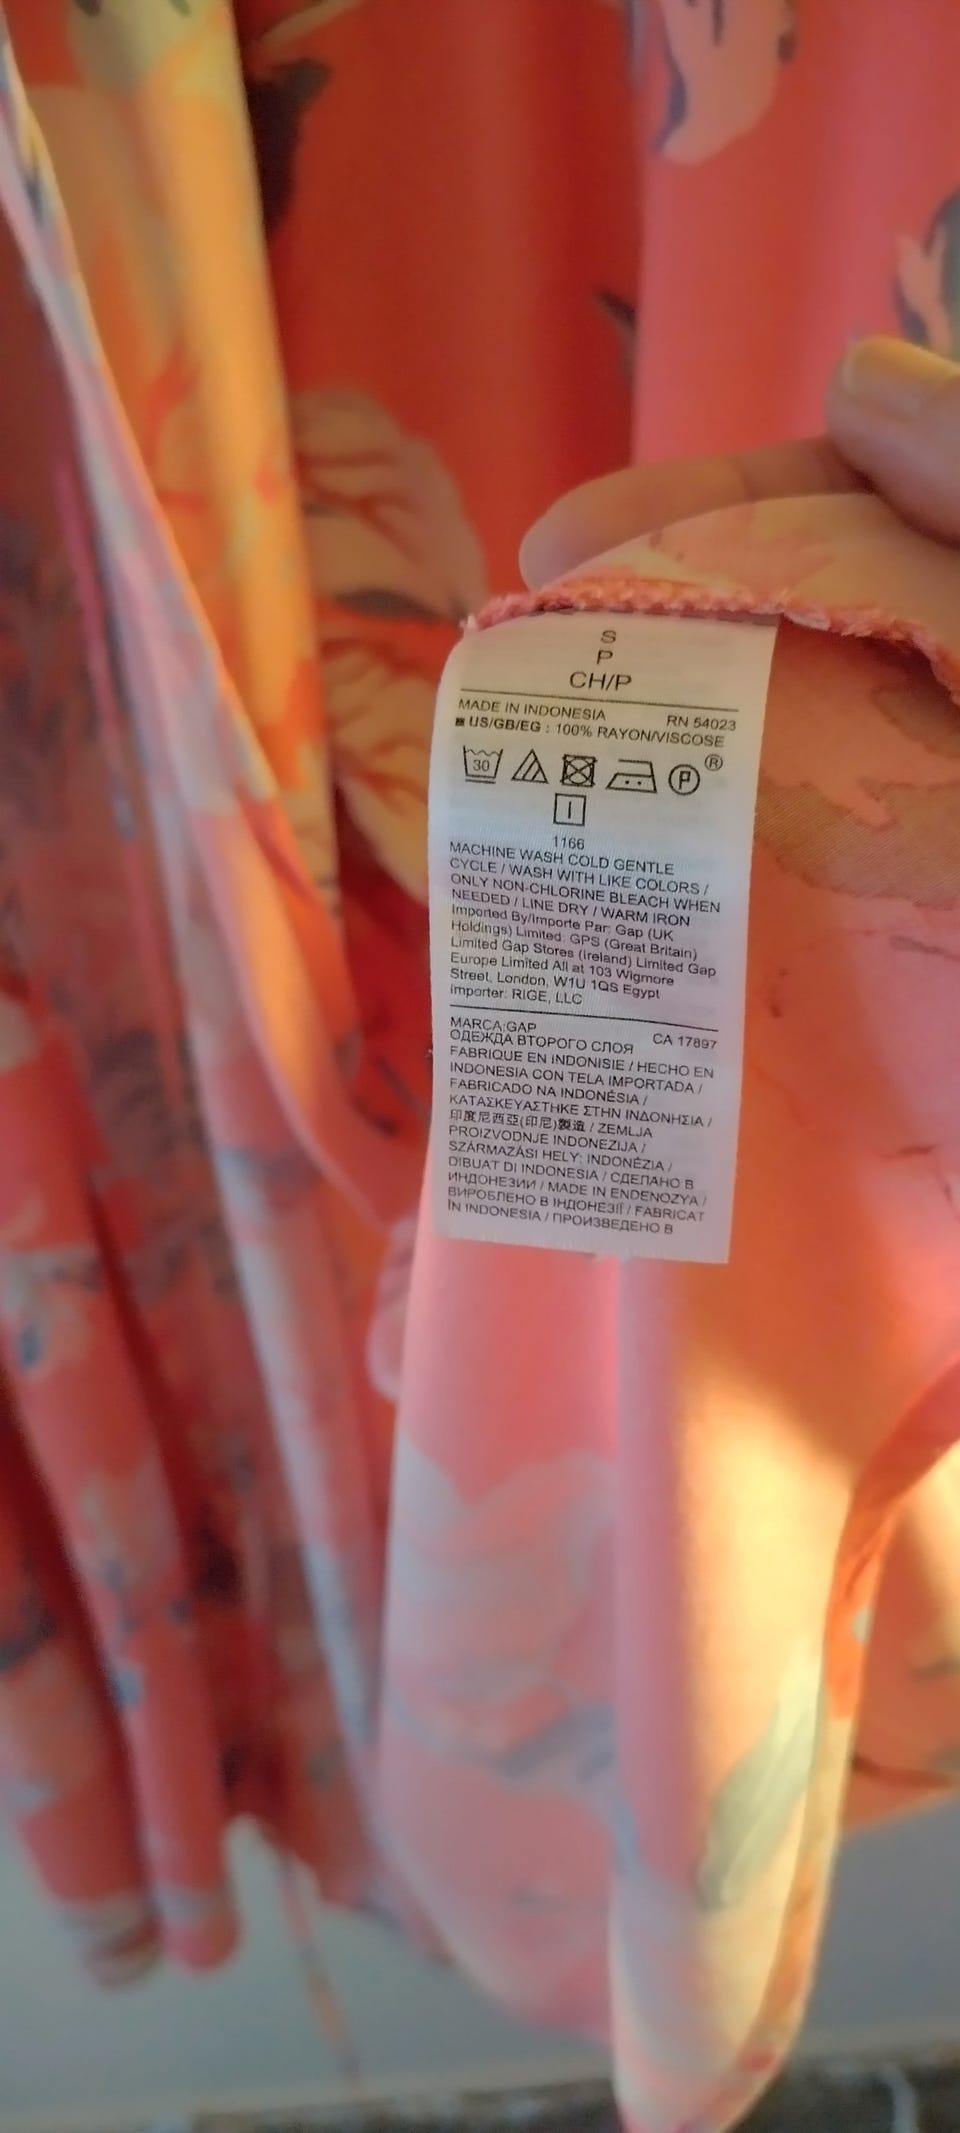 S
P
CH/P
MADE IN INDONESIA RN 54023
US/GB/EG : 100% RAYON/VISCOSE
30 P ®
1166
MACHINE WASH COLD GENTLE
CYCLE / WASH WITH LIKE COLORS /
ONLY NON-CHLORINE BLEACH WHEN
NEEDED / LINE DRY / WARM IRON
Imported By/Importe Par: Gap (UK
Holdings) Limited. GPS (Great Britain)
Limited Gap Stores (Ireland) Limited Gap
Europe Limited All at 103 Wigmore
Street, London, W1U 1QS Egypt
Importer: RIGE, LLC
MARCA:GAP CA 17897
ОДЕЖДА ВТОРОГО СЛОЯ
FABRIQUE EN INDONISIE / HECHO EN
INDONESIA CON TELA IMPORTADA /
FABRICADO NA INDONÉSIA /
ΚΑΤΑΣΚΕΥΑΣΤΗΚΕ ΣΤΗΝ ΙΝΔΟΝΗΣΙΑ /
印度尼西亞(印尼)製造 / ZEMLJA
PROIZVODNJE INDONEZIJA /
SZÁRMAZÁSI HELY: INDONÉZIA /
DIBUAT DI INDONESIA / СДЕЛАНО В
ИНДОНЕЗИИ / MADE IN ENDENOZYA /
ВИРОБЛЕНО В ІНДОНЕЗІЇ / FABRICAT
ÎN INDONESIA / ПРОИЗВЕДЕНО В